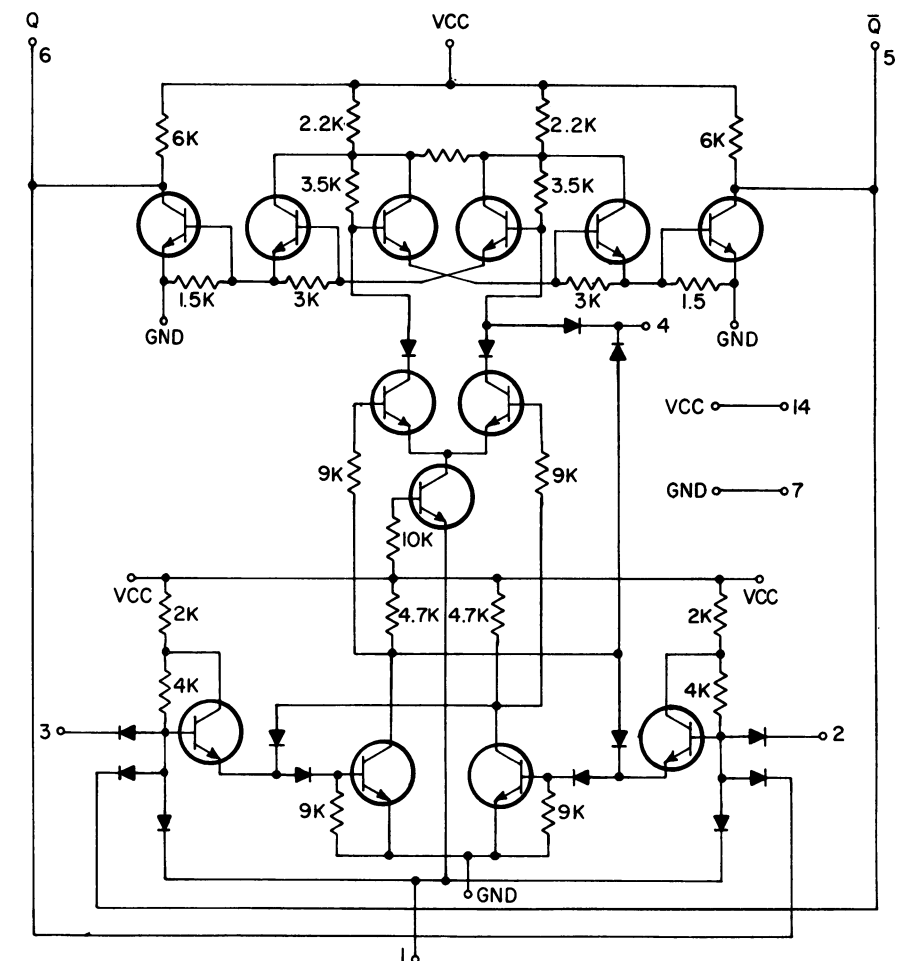 Q VCC Q̅
6 5
6K 2.2K 2.2K 6K
3.5K 3.5K
1.5K 3K 3K 1.5
GND 4 GND
VCC 14
9K 9K GND 7
10K
VCC VCC
2K 4.7K 4.7K 2K
4K 4K
3 2
9K 9K
GND
1